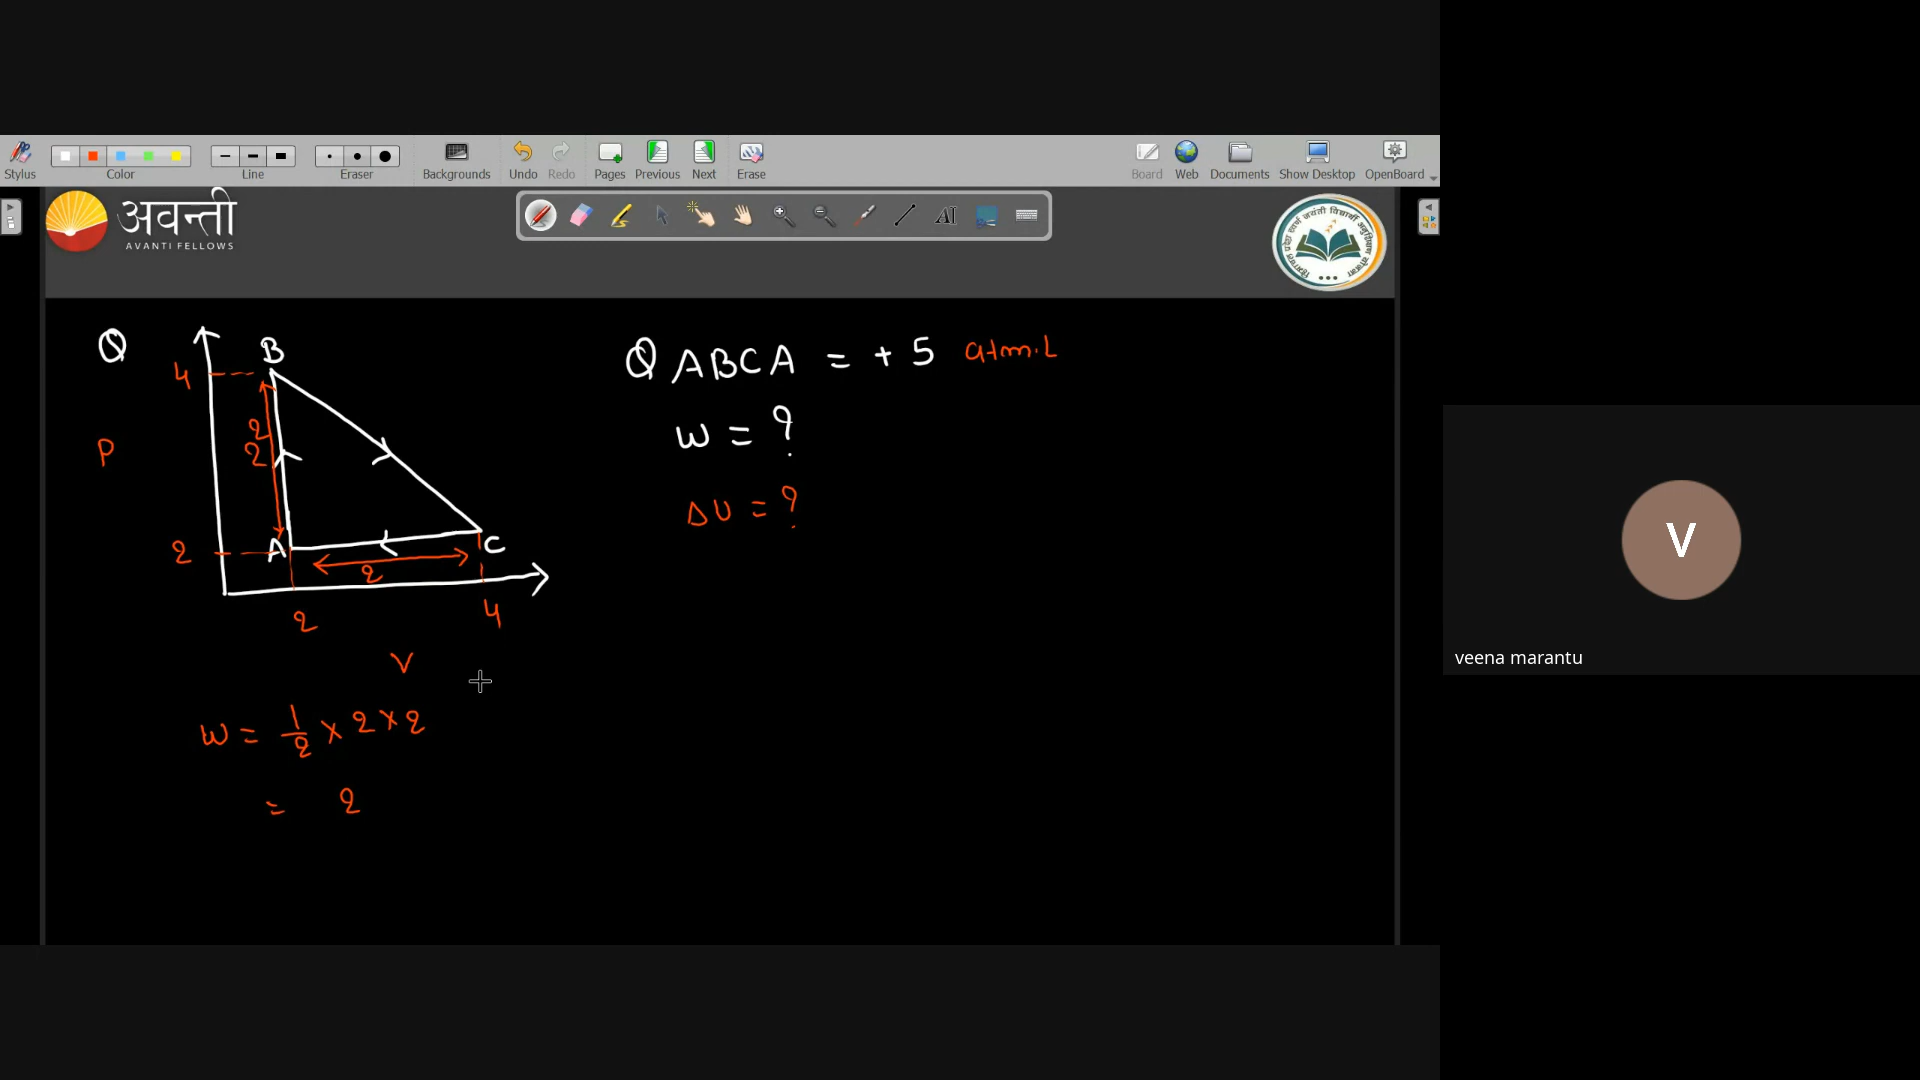 Stylus
Color
Line
Eraser
Backgrounds
Undo
Redo
Pages
Previous
Next
Erase
Board
Web
Documents
Show Desktop
OpenBoard
अवन्ती
AVANTI FELLOWS
Q
B
4
P
2
2
A
C
2
2
2
4
V
W = 1/2 × 2 × 2
= 2
Q ABCA = + 5 atm.L
W = ?
ΔU = ?
V
veena marantu